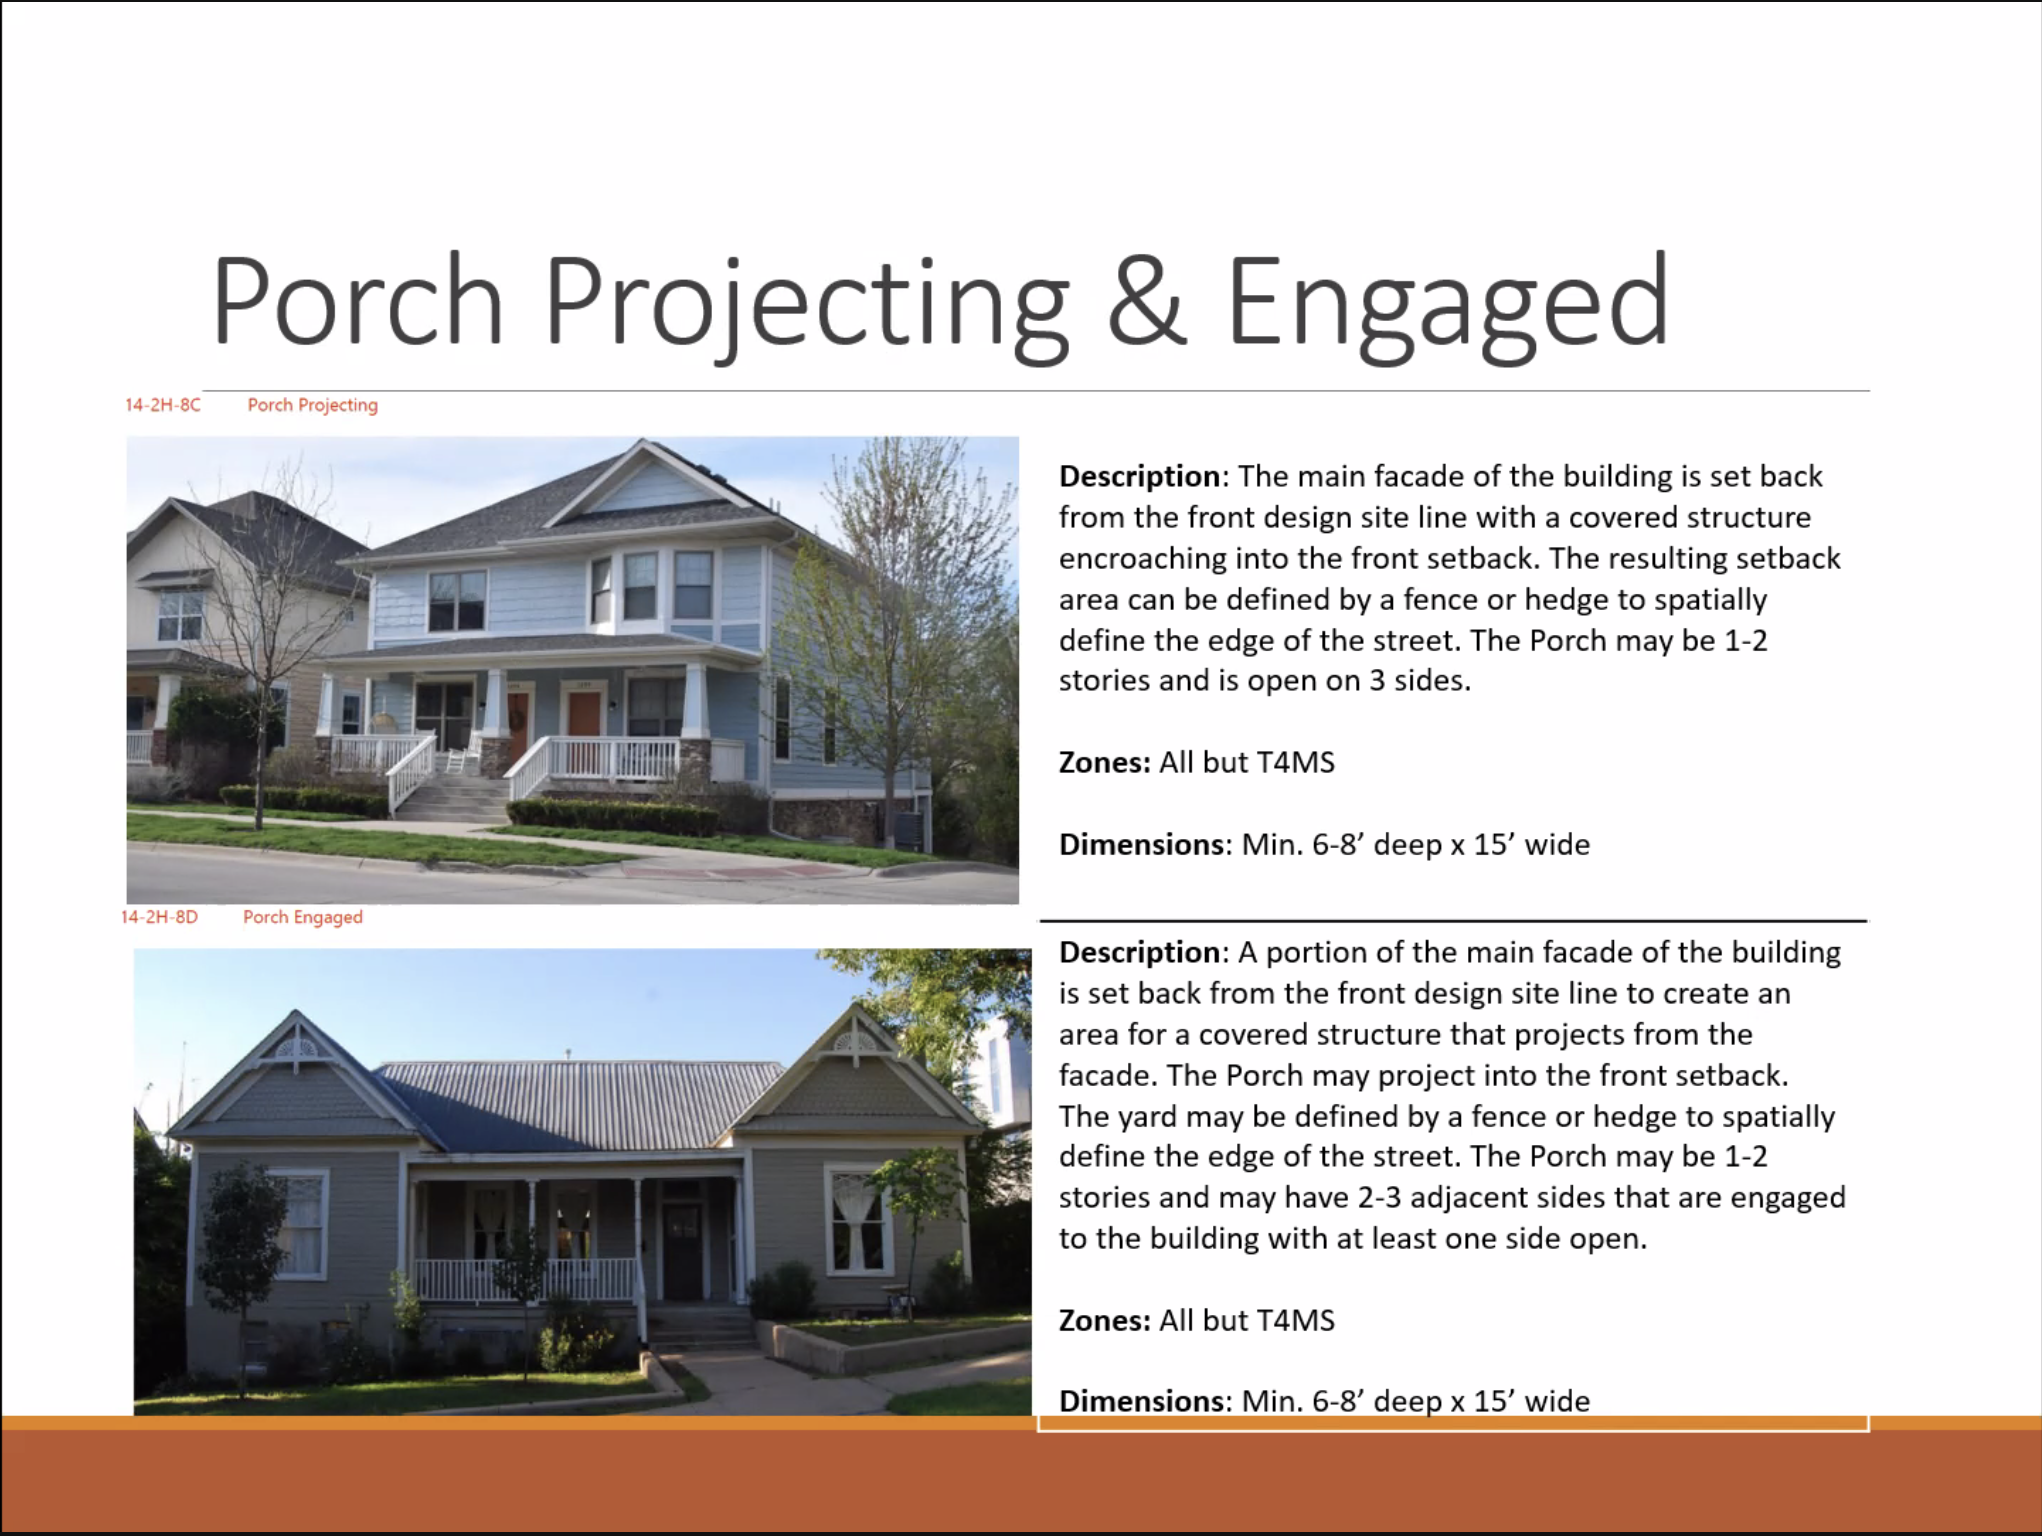 Porch Projecting & Engaged
14-2H-8C Porch Projecting
Description: The main facade of the building is set back
from the front design site line with a covered structure
encroaching into the front setback. The resulting setback
area can be defined by a fence or hedge to spatially
define the edge of the street. The Porch may be 1-2
stories and is open on 3 sides.
Zones: All but T4MS
Dimensions: Min. 6-8’ deep x 15’ wide
14-2H-8D Porch Engaged
Description: A portion of the main facade of the building
is set back from the front design site line to create an
area for a covered structure that projects from the
facade. The Porch may project into the front setback.
The yard may be defined by a fence or hedge to spatially
define the edge of the street. The Porch may be 1-2
stories and may have 2-3 adjacent sides that are engaged
to the building with at least one side open.
Zones: All but T4MS
Dimensions: Min. 6-8’ deep x 15’ wide